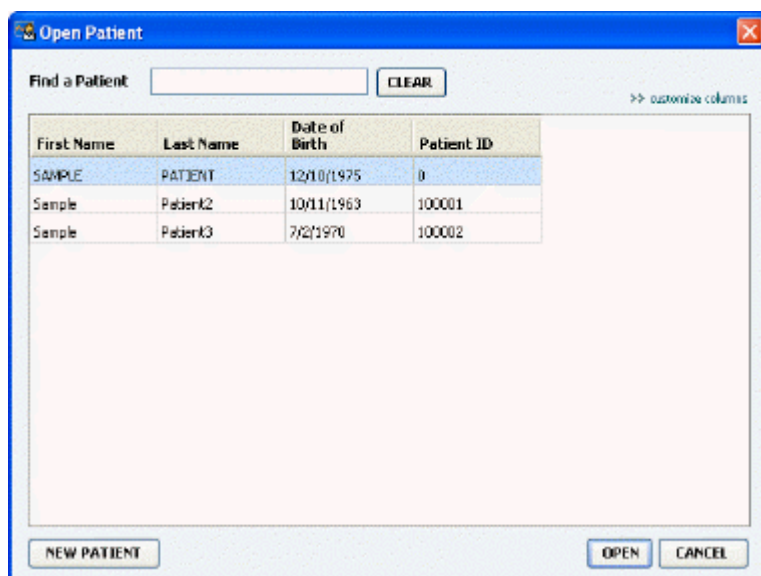 Open Patient
Find a Patient CLEAR
>> customize columns
First Name Last Name Date of Birth Patient ID
SAMPLE PATIENT 12/10/1975 0
Sample Patient2 10/11/1963 100001
Sample Patient3 7/2/1970 100002
NEW PATIENT OPEN CANCEL